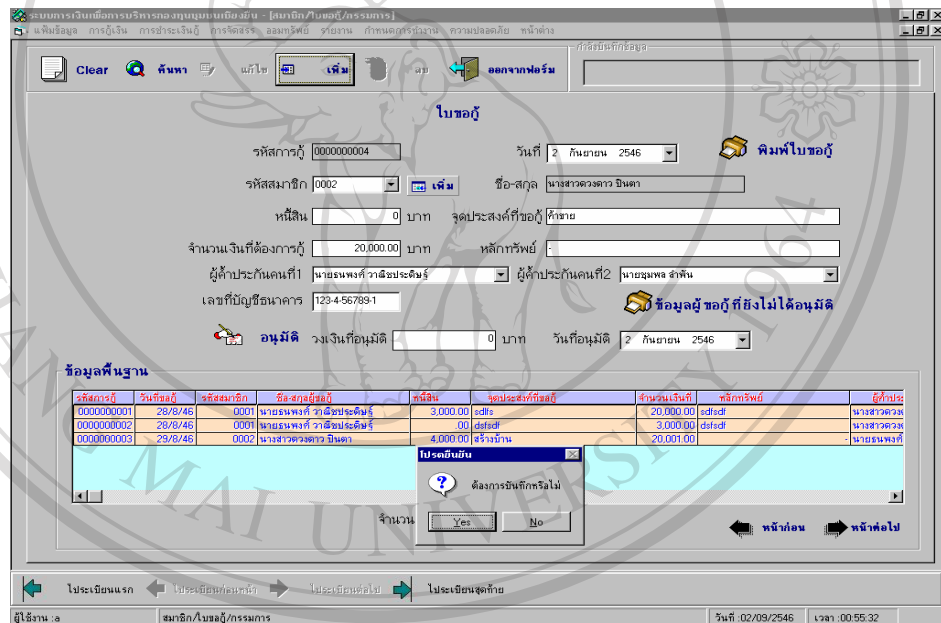 ระบบการเงินเพื่อการบริหารกองทุนชุมชนเมืองยืน - [สมาชิก/ใบขอกู้/กรรมการ]
แฟ้มข้อมูล การกู้เงิน การชำระเงินกู้ การจัดสรร ออมทรัพย์ รายงาน กำหนดการทำงาน ความปลอดภัย หน้าต่าง
กำลังบันทึกข้อมูล
Clear ค้นหา แก้ไข เพิ่ม ลบ ออกจากฟอร์ม
ใบขอกู้
รหัสการกู้ 0000000004 วันที่ 2 กันยายน 2546 พิมพ์ใบขอกู้
รหัสสมาชิก 0002 เพิ่ม ชื่อ-สกุล นางสาวดวงดาว ปินตา
หนี้สิน 0 บาท จุดประสงค์ที่ขอกู้ ค้าขาย
จำนวนเงินที่ต้องการกู้ 20,000.00 บาท หลักทรัพย์ -
ผู้ค้ำประกันคนที่1 นายธนพงศ์ วาณิชประดิษฐ์ ผู้ค้ำประกันคนที่2 นายชุมพล อำพัน
เลขที่บัญชีธนาคาร 123-4-56789-1 ข้อมูลผู้ขอกู้ที่ยังไม่ได้อนุมัติ
อนุมัติ วงเงินที่อนุมัติ 0 บาท วันที่อนุมัติ 2 กันยายน 2546
ข้อมูลพื้นฐาน
รหัสการกู้ วันที่ขอกู้ รหัสสมาชิก ชื่อ-สกุลผู้ขอกู้ หนี้สิน จุดประสงค์ที่ขอกู้ จำนวนเงินที่ หลักทรัพย์ ผู้ค้ำประ
0000000001 28/8/46 0001 นายธนพงศ์ วาณิชประดิษฐ์ 3,000.00 sdlfs 20,000.00 sdfsdf นางสาวดวง
0000000002 28/8/46 0001 นายธนพงศ์ วาณิชประดิษฐ์ .00 dsfsdf 3,000.00 dsfsdf นางสาวดวง
0000000003 29/8/46 0002 นางสาวดวงดาว ปินตา 4,000.00 สร้างบ้าน 20,001.00 - นายธนพงศ์
โปรดยืนยัน
ต้องการบันทึกหรือไม่
Yes No
จำนวน
หน้าก่อน หน้าต่อไป
ไประเบียนแรก ไประเบียนก่อนหน้า ไประเบียนต่อไป ไประเบียนสุดท้าย
ผู้ใช้งาน :a สมาชิก/ใบขอกู้/กรรมการ วันที่ :02/09/2546 เวลา :00:55:32
MAI UNIVERSITY 1964